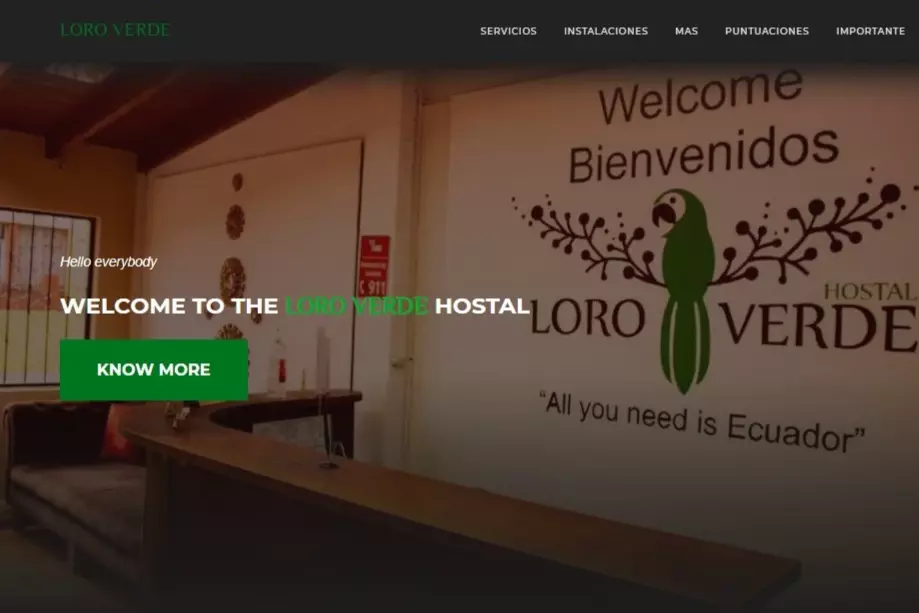 LORO VERDE
SERVICIOS INSTALACIONES MAS PUNTUACIONES IMPORTANTE
Welcome
Bienvenidos
Hello everybody
911
WELCOME TO THE LORO VERDE HOSTAL
HOSTAL
LORO VERDE
KNOW MORE
“All you need is Ecuador”